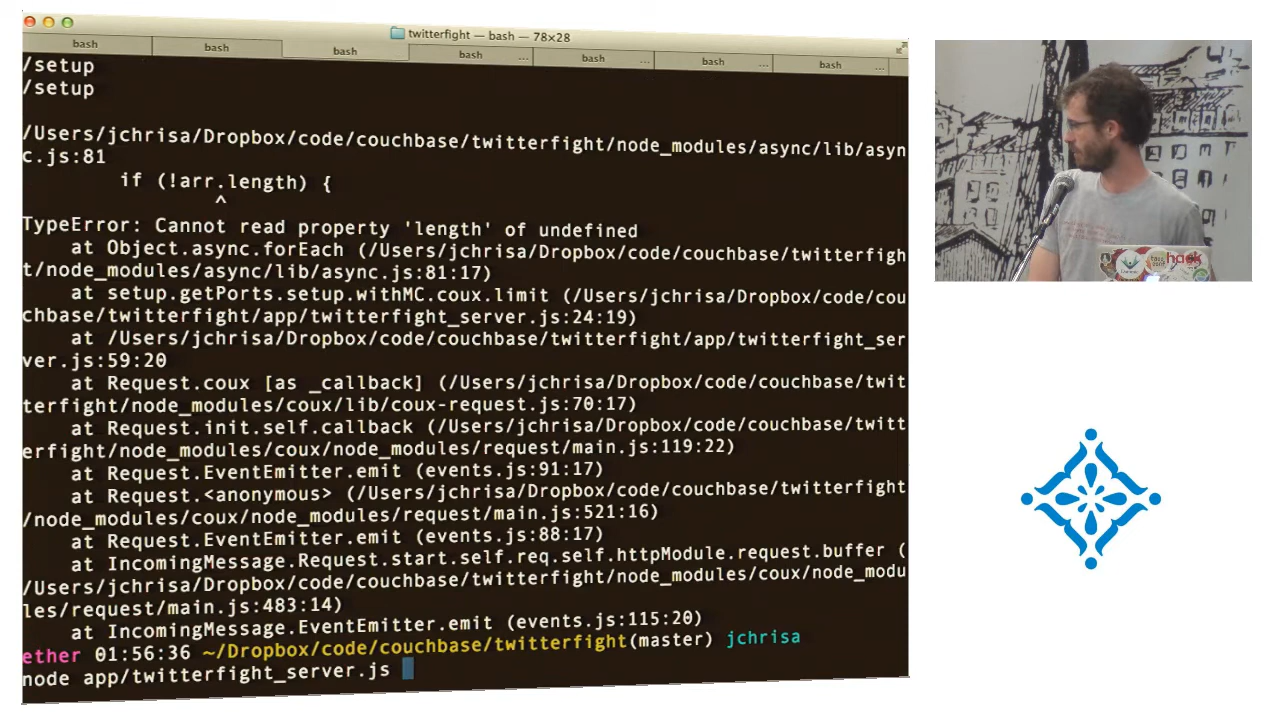 twitterfight — bash — 78×28
bash bash bash bash ... bash ... bash ... bash ...
/setup
/setup
/Users/jchrisa/Dropbox/code/couchbase/twitterfight/node_modules/async/lib/asyn
c.js:81
if (!arr.length) {
^
TypeError: Cannot read property 'length' of undefined
at Object.async.forEach (/Users/jchrisa/Dropbox/code/couchbase/twitterfigh
t/node_modules/async/lib/async.js:81:17)
at setup.getPorts.setup.withMC.coux.limit (/Users/jchrisa/Dropbox/code/cou
chbase/twitterfight/app/twitterfight_server.js:24:19)
at /Users/jchrisa/Dropbox/code/couchbase/twitterfight/app/twitterfight_ser
ver.js:59:20
at Request.coux [as _callback] (/Users/jchrisa/Dropbox/code/couchbase/twit
terfight/node_modules/coux/lib/coux-request.js:70:17)
at Request.init.self.callback (/Users/jchrisa/Dropbox/code/couchbase/twitt
erfight/node_modules/coux/node_modules/request/main.js:119:22)
at Request.EventEmitter.emit (events.js:91:17)
at Request.<anonymous> (/Users/jchrisa/Dropbox/code/couchbase/twitterfight
/node_modules/coux/node_modules/request/main.js:521:16)
at Request.EventEmitter.emit (events.js:88:17)
at IncomingMessage.Request.start.self.req.self.httpModule.request.buffer (
/Users/jchrisa/Dropbox/code/couchbase/twitterfight/node_modules/coux/node_modu
les/request/main.js:483:14)
at IncomingMessage.EventEmitter.emit (events.js:115:20)
ether 01:56:36 ~/Dropbox/code/couchbase/twitterfight(master) jchrisa
node app/twitterfight_server.js
hack